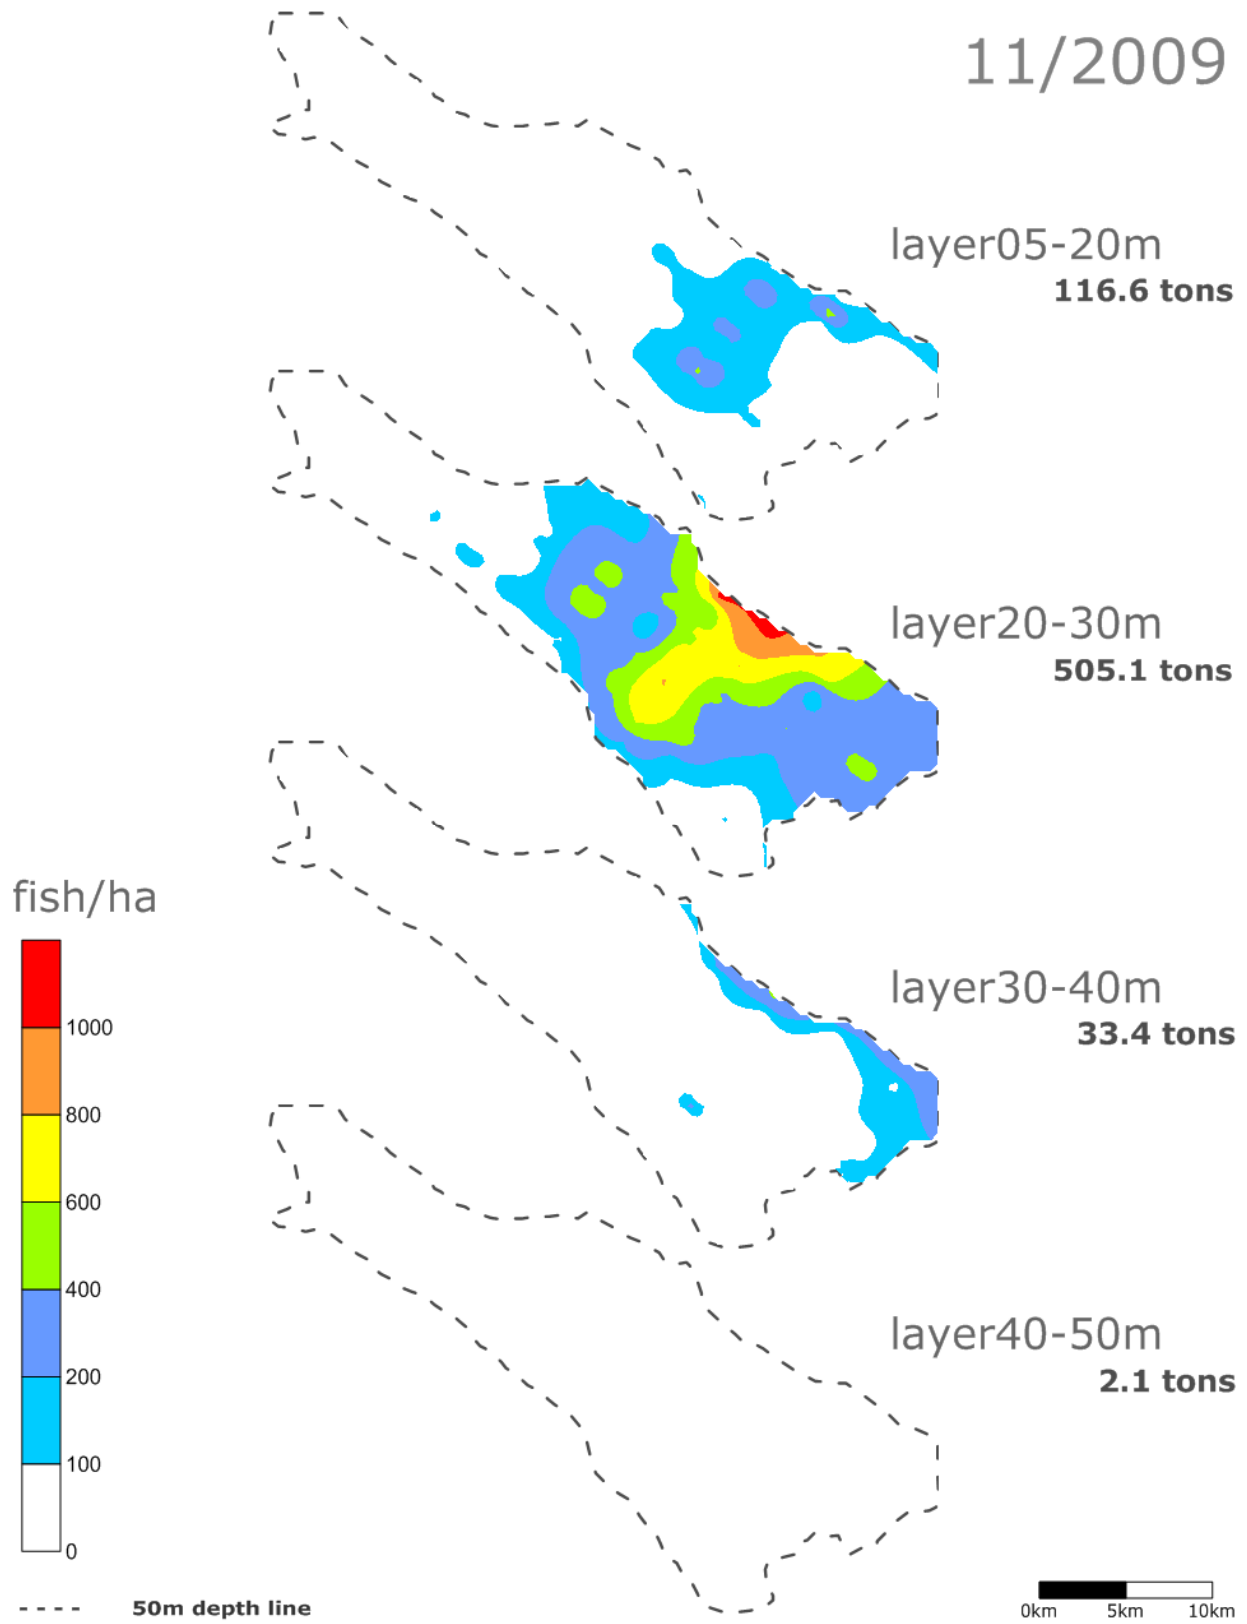 11/2009
layer05-20m
116.6 tons
layer20-30m
505.1 tons
fish/ha
layer30-40m
33.4 tons
1000
800
600
400
200
100
0
layer40-50m
2.1 tons
50m depth line
0km 5km 10km